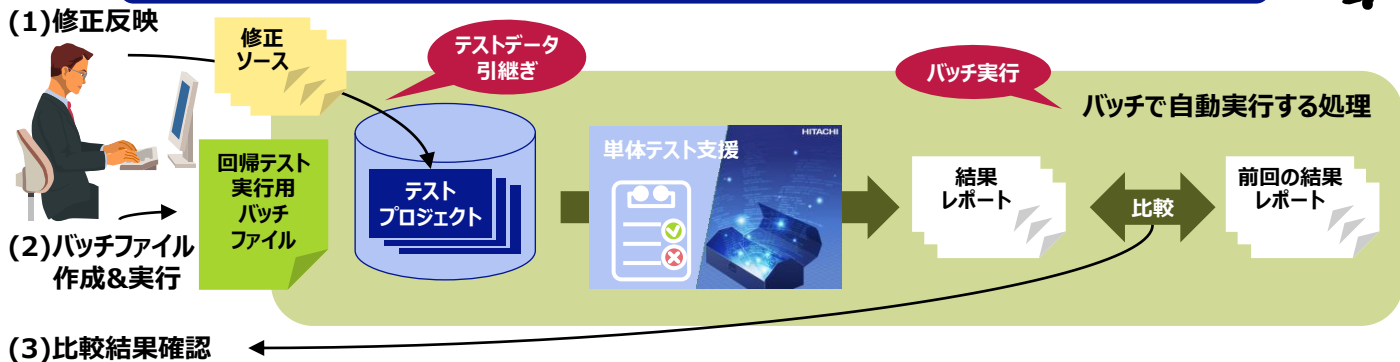 (1)修正反映
修正
ソース
テストデータ
引継ぎ
バッチ実行
バッチで自動実行する処理
回帰テスト
実行用
バッチ
ファイル
テスト
プロジェクト
単体テスト支援
HITACHI
結果
レポート
比較
前回の結果
レポート
(2)バッチファイル
作成&実行
(3)比較結果確認